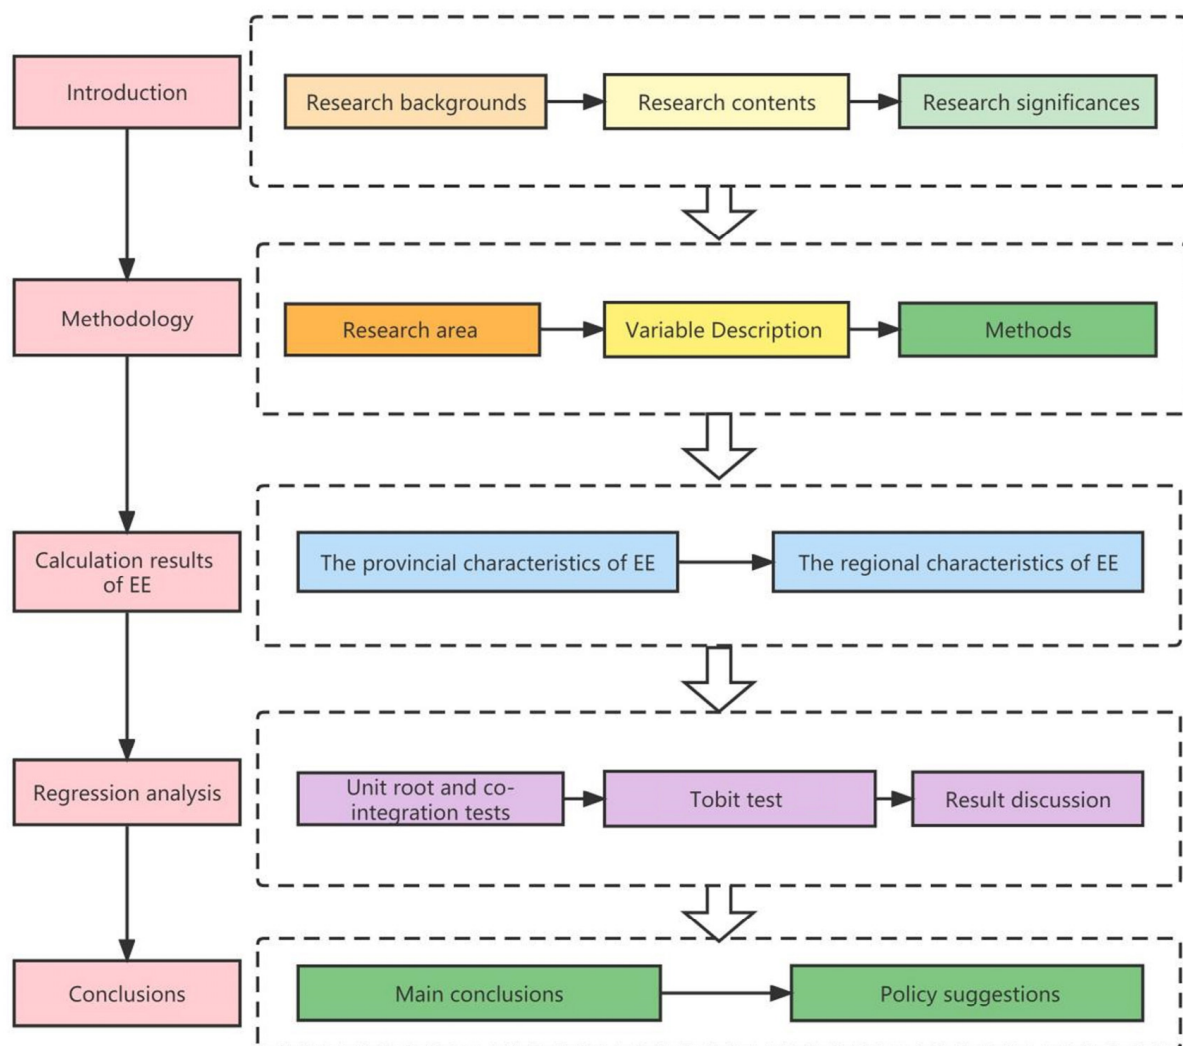 Introduction
Research backgrounds
Research contents
Research significances
Methodology
Research area
Variable Description
Methods
Calculation results
of EE
The provincial characteristics of EE
The regional characteristics of EE
Regression analysis
Unit root and co-
integration tests
Tobit test
Result discussion
Conclusions
Main conclusions
Policy suggestions